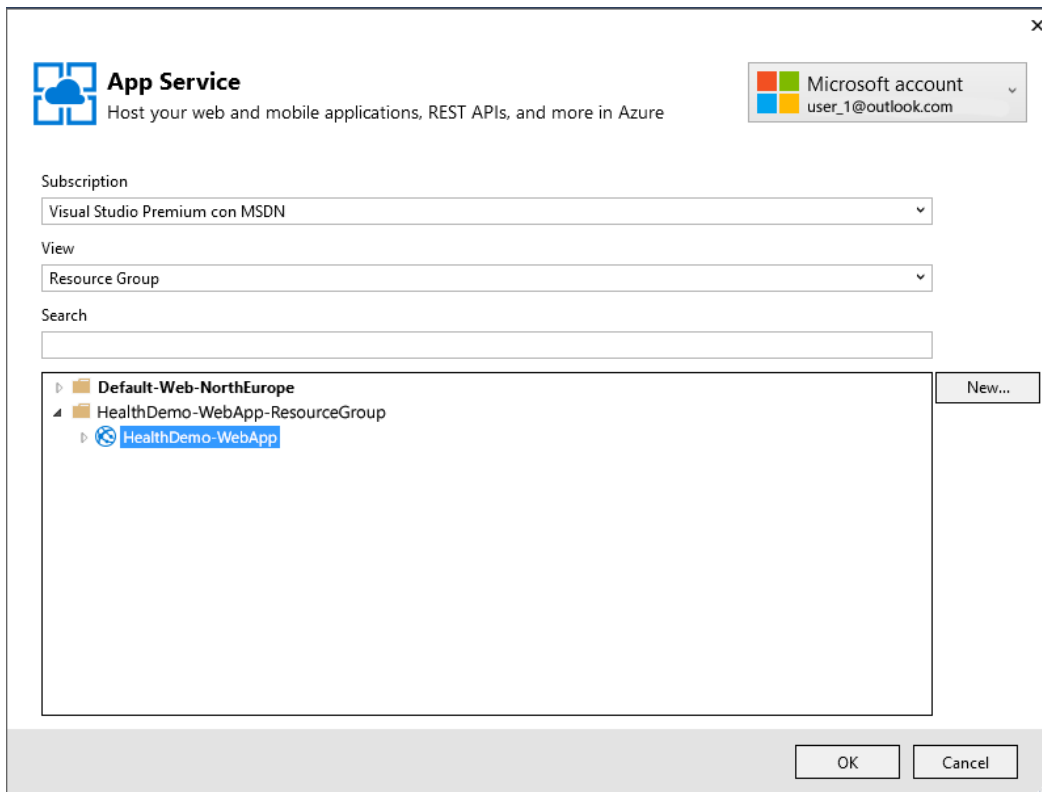 App Service
Host your web and mobile applications, REST APIs, and more in Azure
Microsoft account
user_1@outlook.com
Subscription
Visual Studio Premium con MSDN
View
Resource Group
Search
Default-Web-NorthEurope
New...
HealthDemo-WebApp-ResourceGroup
HealthDemo-WebApp
OK
Cancel